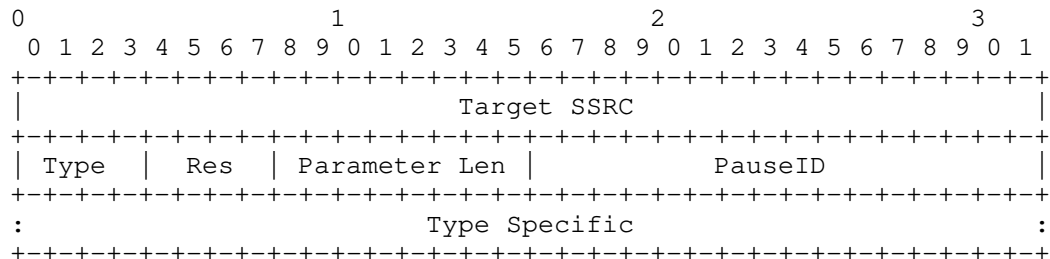 0                   1                   2                   3
 0 1 2 3 4 5 6 7 8 9 0 1 2 3 4 5 6 7 8 9 0 1 2 3 4 5 6 7 8 9 0 1
+-+-+-+-+-+-+-+-+-+-+-+-+-+-+-+-+-+-+-+-+-+-+-+-+-+-+-+-+-+-+-+-+
|                           Target SSRC                         |
+-+-+-+-+-+-+-+-+-+-+-+-+-+-+-+-+-+-+-+-+-+-+-+-+-+-+-+-+-+-+-+-+
| Type  |  Res  | Parameter Len |           PauseID             |
+-+-+-+-+-+-+-+-+-+-+-+-+-+-+-+-+-+-+-+-+-+-+-+-+-+-+-+-+-+-+-+-+
:                         Type Specific                         :
+-+-+-+-+-+-+-+-+-+-+-+-+-+-+-+-+-+-+-+-+-+-+-+-+-+-+-+-+-+-+-+-+